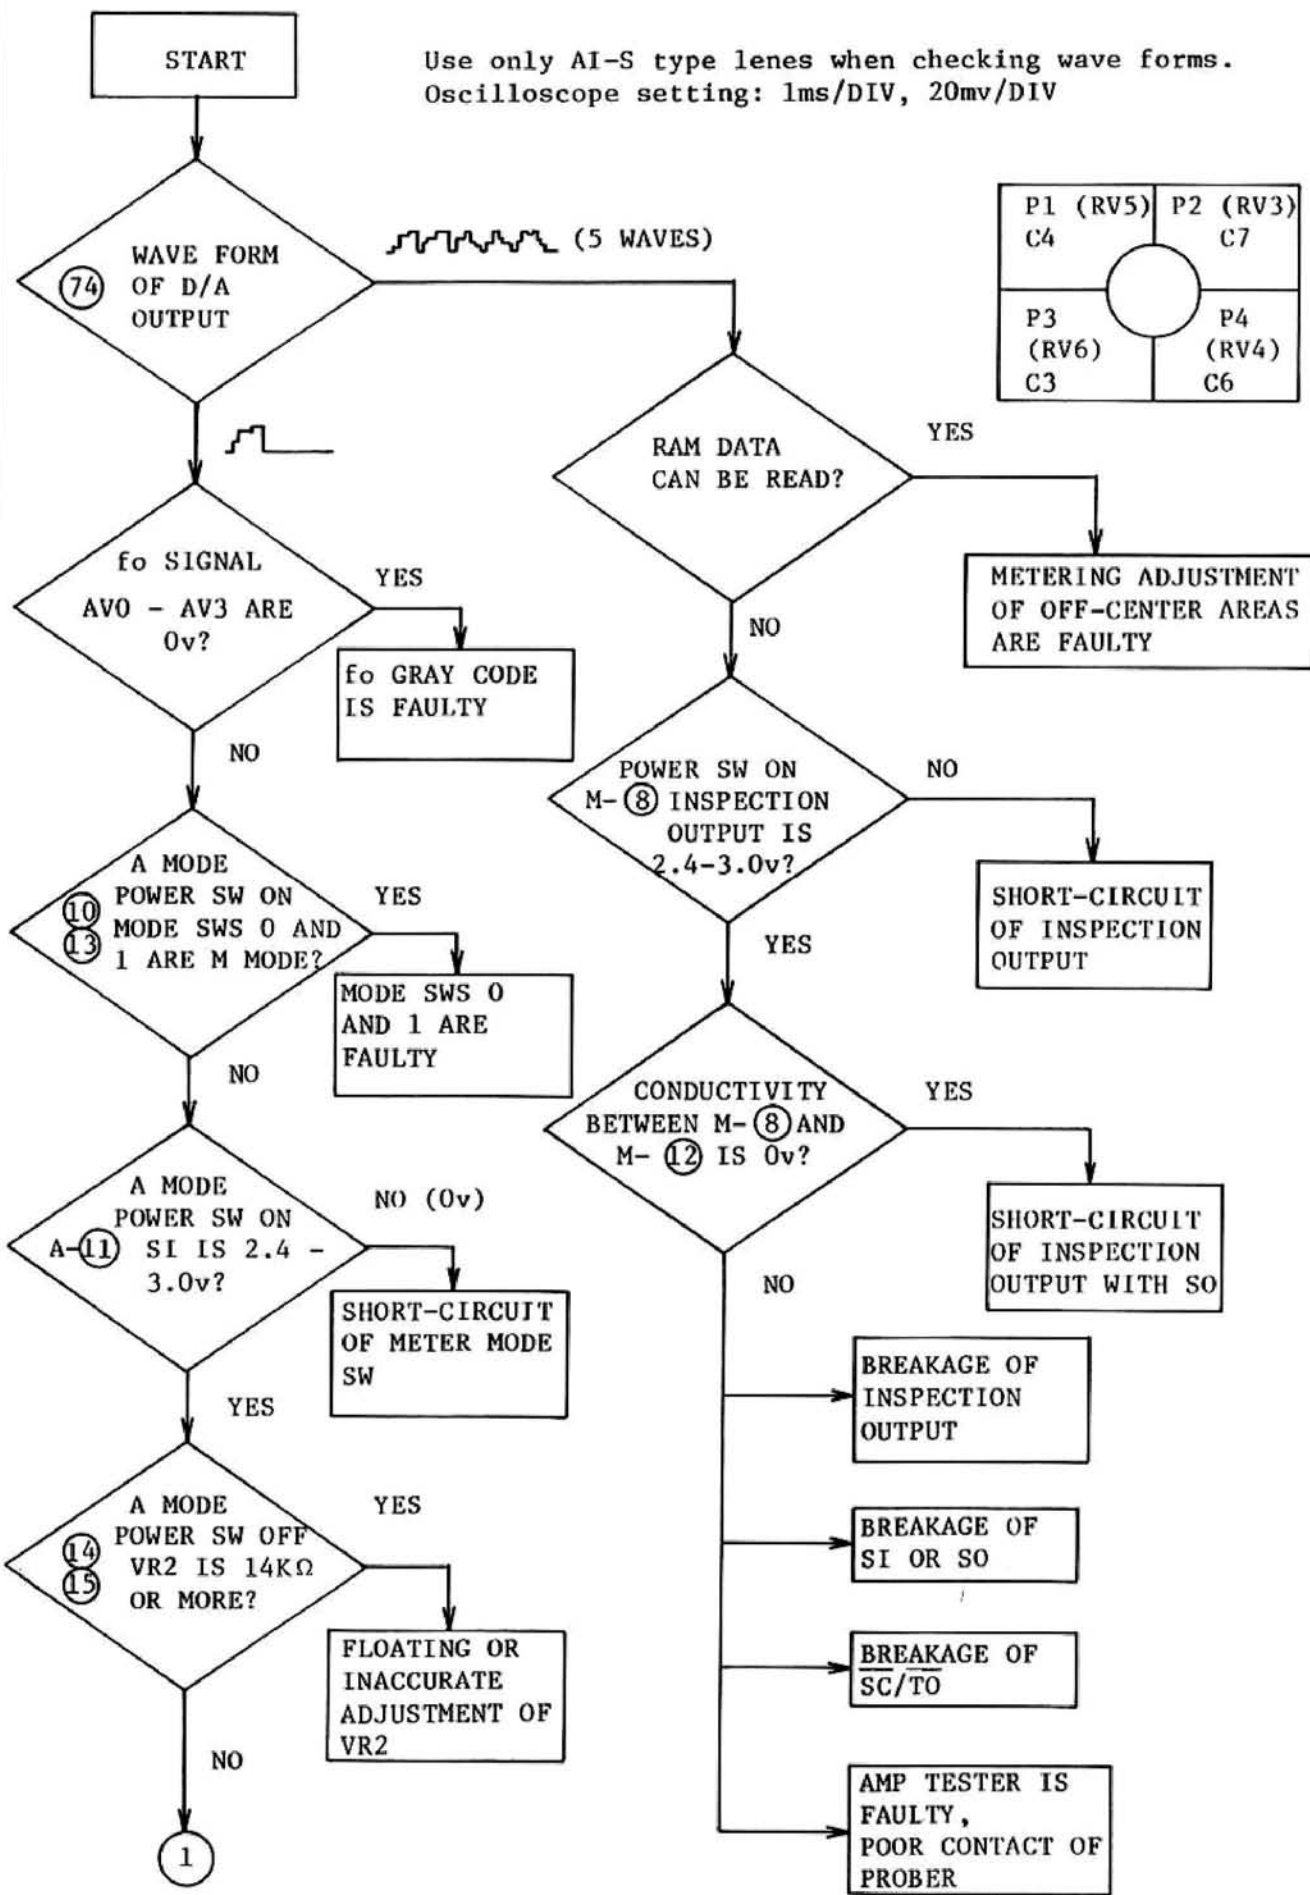 START
Use only AI-S type lenes when checking wave forms.
Oscilloscope setting: 1ms/DIV, 20mv/DIV
P1 (RV5)
C4
P2 (RV3)
C7
P3
(RV6)
C3
P4
(RV4)
C6
74
WAVE FORM
OF D/A
OUTPUT
(5 WAVES)
fo SIGNAL
AV0 - AV3 ARE
0v?
YES
fo GRAY CODE
IS FAULTY
NO
A MODE
POWER SW ON
10
13
MODE SWS 0 AND
1 ARE M MODE?
YES
MODE SWS 0
AND 1 ARE
FAULTY
NO
A MODE
POWER SW ON
A-11 SI IS 2.4 -
3.0v?
NO (0v)
SHORT-CIRCUIT
OF METER MODE
SW
YES
A MODE
POWER SW OFF
14
15
VR2 IS 14KΩ
OR MORE?
YES
FLOATING OR
INACCURATE
ADJUSTMENT OF
VR2
NO
1
RAM DATA
CAN BE READ?
YES
METERING ADJUSTMENT
OF OFF-CENTER AREAS
ARE FAULTY
NO
POWER SW ON
M-8 INSPECTION
OUTPUT IS
2.4-3.0v?
NO
SHORT-CIRCUIT
OF INSPECTION
OUTPUT
YES
CONDUCTIVITY
BETWEEN M-8 AND
M-12 IS 0v?
YES
SHORT-CIRCUIT
OF INSPECTION
OUTPUT WITH SO
NO
BREAKAGE OF
INSPECTION
OUTPUT
BREAKAGE OF
SI OR SO
BREAKAGE OF
S̅C̅/T̅O̅
AMP TESTER IS
FAULTY,
POOR CONTACT OF
PROBER